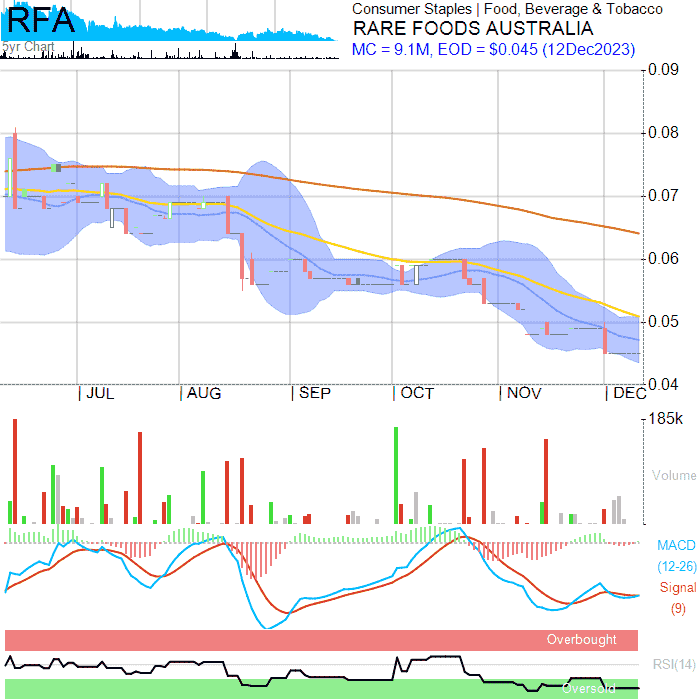 RFA
5yr Chart
Consumer Staples | Food, Beverage & Tobacco
RARE FOODS AUSTRALIA
MC = 9.1M, EOD = $0.045 (12Dec2023)
0.09
0.08
0.07
0.06
0.05
0.04
JUL AUG SEP OCT NOV DEC
185k
Volume
MACD
(12-26)
Signal
(9)
Overbought
RSI(14)
Oversold